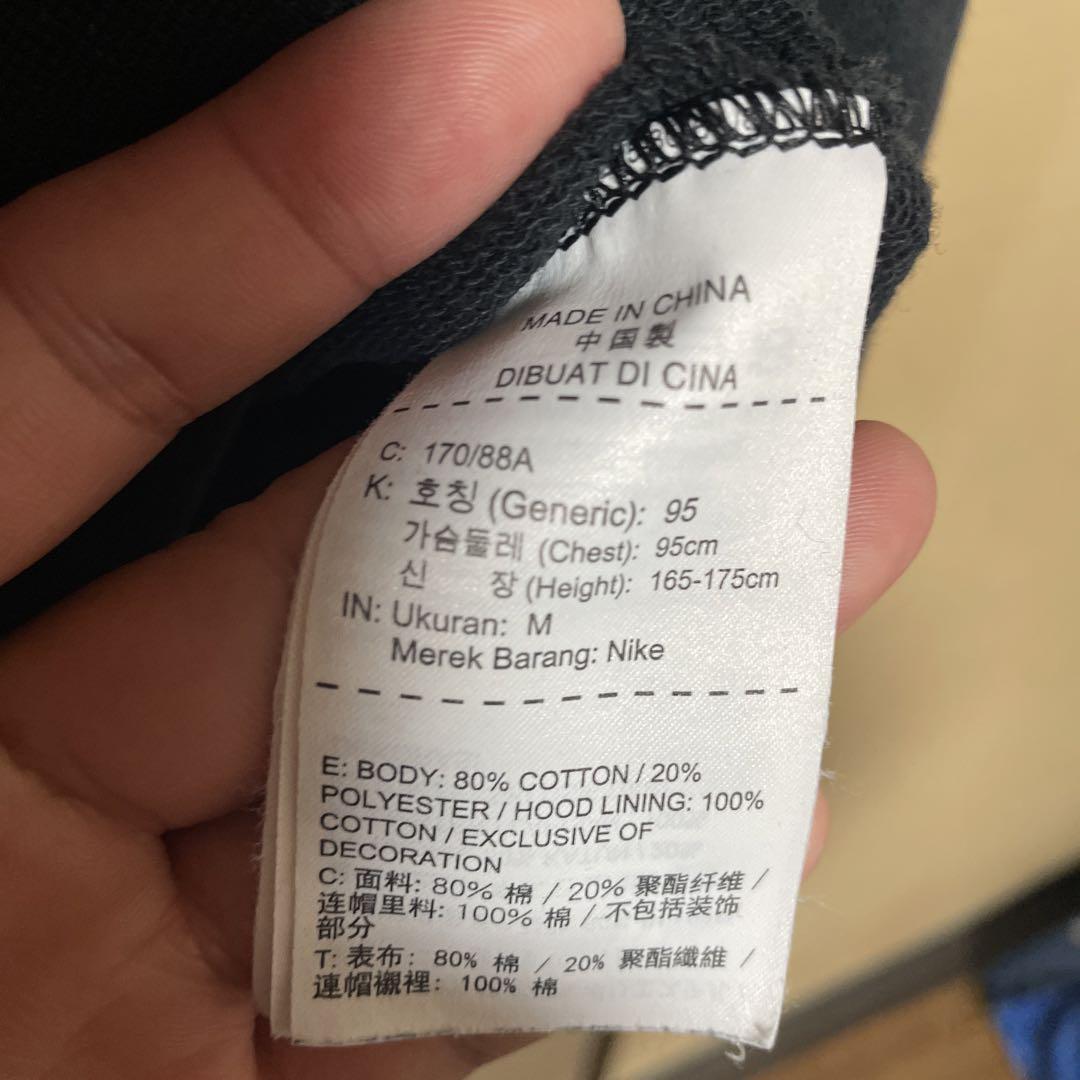 MADE IN CHINA
中国製
DIBUAT DI CINA
C: 170/88A
K: 호칭 (Generic): 95
가슴둘레 (Chest): 95cm
신 장 (Height): 165-175cm
IN: Ukuran: M
Merek Barang: Nike
E: BODY: 80% COTTON / 20%
POLYESTER / HOOD LINING: 100%
COTTON / EXCLUSIVE OF
DECORATION
C: 面料: 80% 棉 / 20% 聚酯纤维 /
连帽里料: 100% 棉 / 不包括装饰
部分
T: 表布: 80% 棉 / 20% 聚酯纖維 /
連帽襯裡: 100% 棉